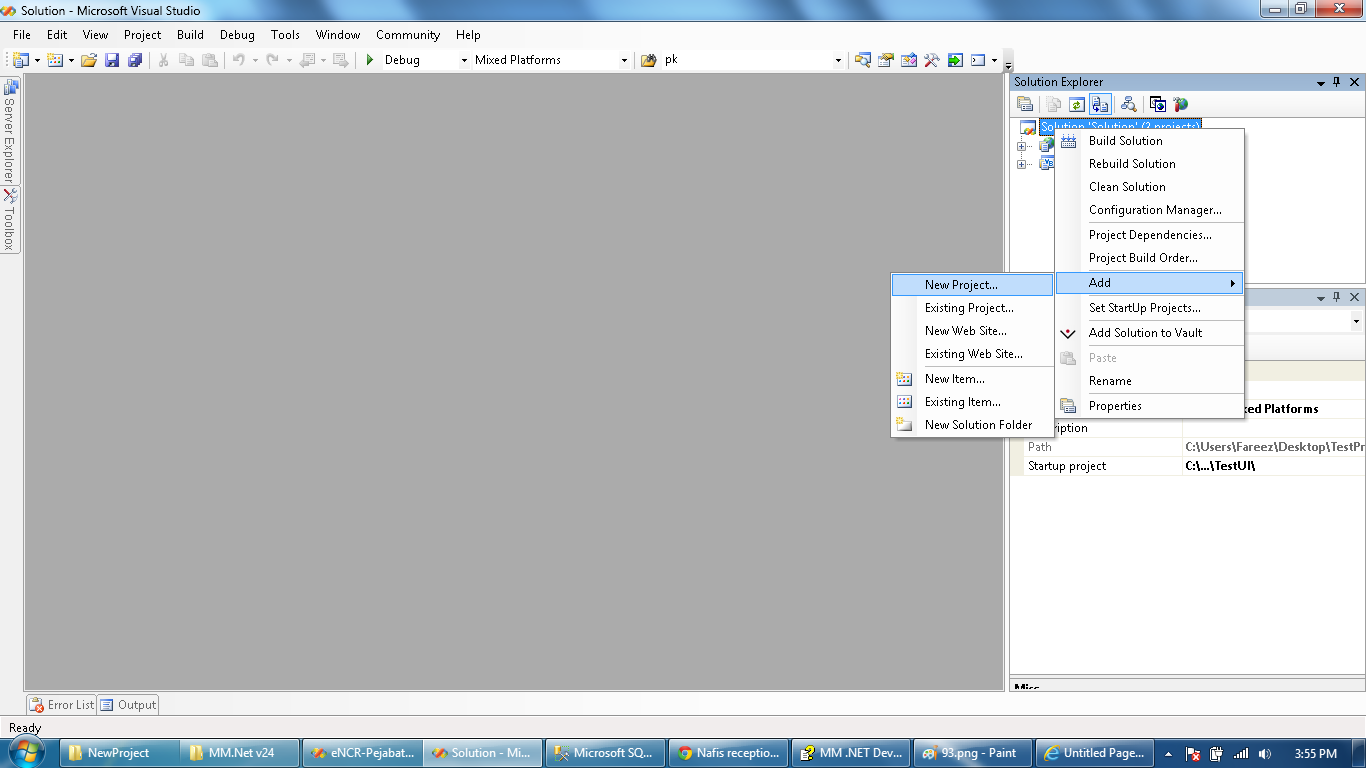 Solution - Microsoft Visual Studio
File Edit View Project Build Debug Tools Window Community Help
Debug Mixed Platforms pk
Server Explorer
Toolbox
Solution Explorer
Solution 'Solution' (2 projects)
Build Solution
Rebuild Solution
Clean Solution
Configuration Manager...
Project Dependencies...
Project Build Order...
Add
Set StartUp Projects...
Add Solution to Vault
Paste
Rename
Properties
New Project...
Existing Project...
New Web Site...
Existing Web Site...
New Item...
Existing Item...
New Solution Folder
Platforms
Path C:\Users\Fareez\Desktop\TestPr
Startup project C:\...\TestUI\
Misc
Error List Output
Ready
NewProject MM.Net v24 eNCR-Pejabat... Solution - Mi... Microsoft SQ... Nafis receptio... MM .NET Dev... 93.png - Paint Untitled Page... 3:55 PM